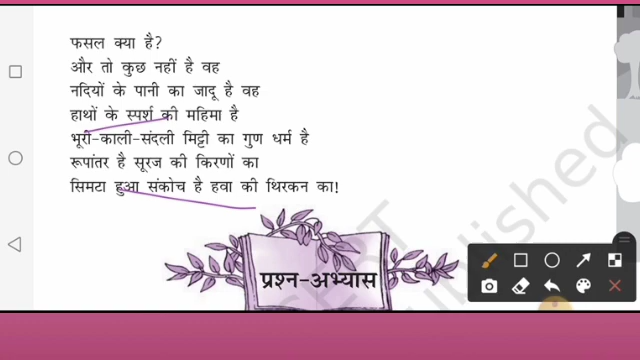 फसल क्या है?
और तो कुछ नहीं है वह
नदियों के पानी का जादू है वह
हाथों के स्पर्श की महिमा है
भूरी-काली-संदली मिट्टी का गुण धर्म है
रूपांतर है सूरज की किरणों का
सिमटा हुआ संकोच है हवा की थिरकन का!
प्रश्न-अभ्यास